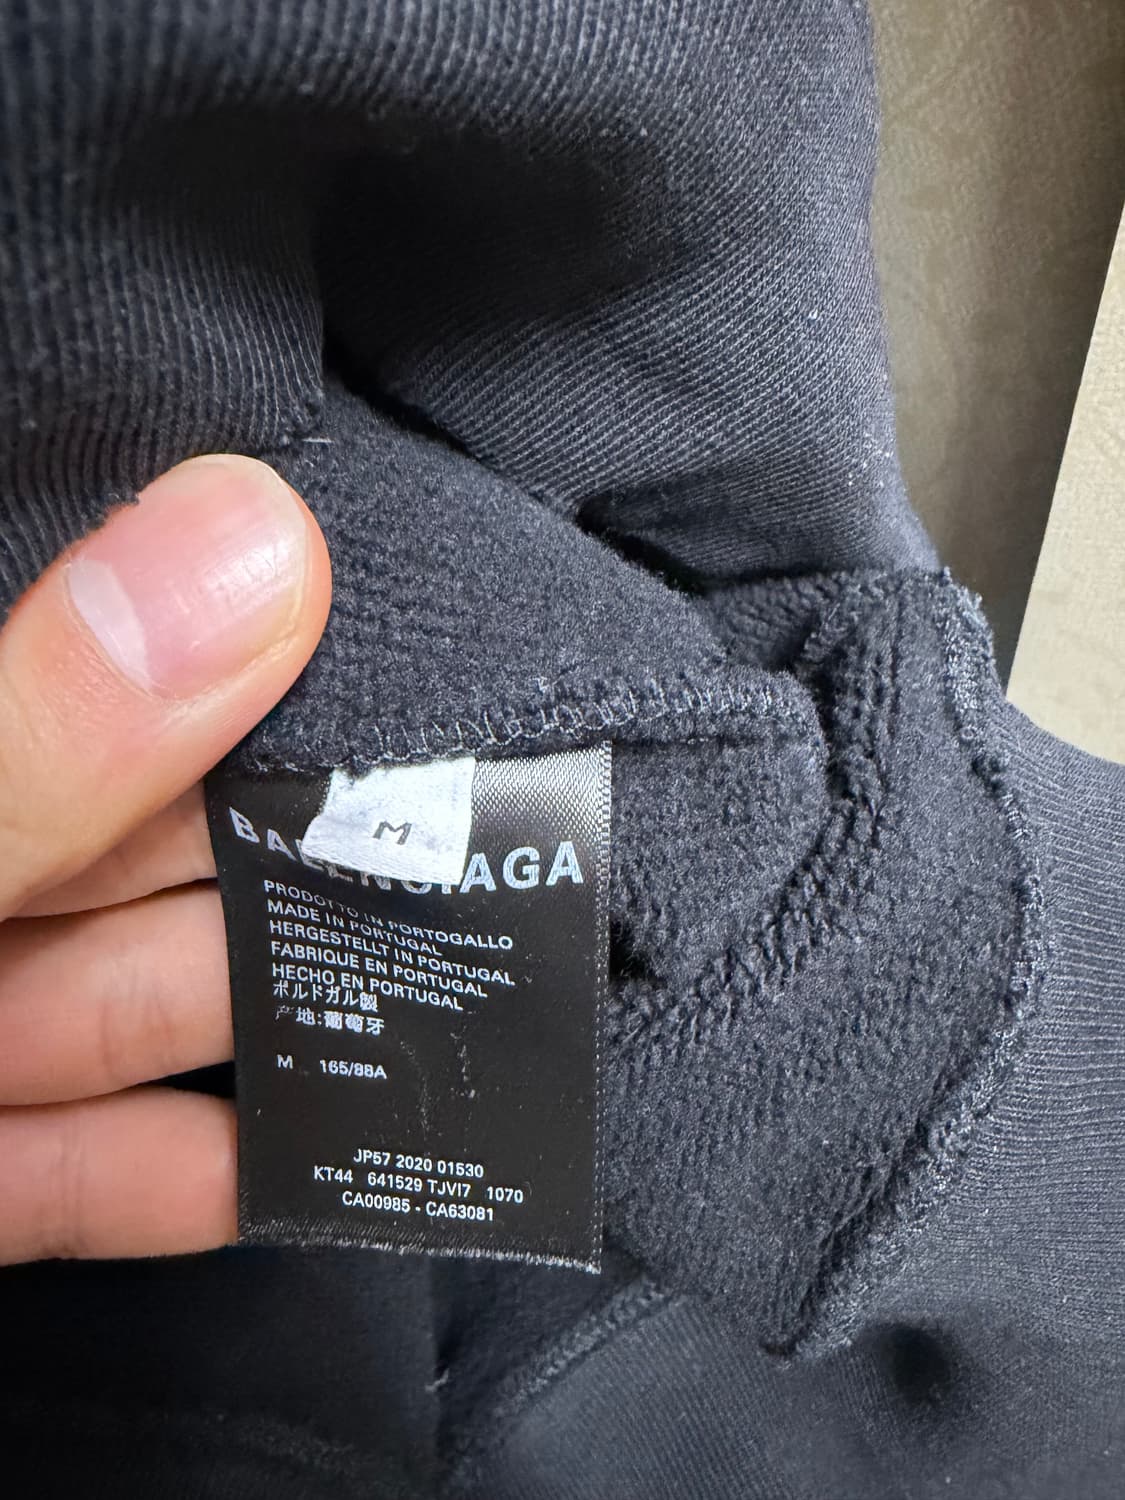 M
BALENCIAGA
PRODOTTO IN PORTOGALLO
MADE IN PORTUGAL
HERGESTELLT IN PORTUGAL
FABRIQUE EN PORTUGAL
HECHO EN PORTUGAL
ポルトガル製
产地:葡萄牙
M 165/88A
JP57 2020 01530
KT44 641529 TJVI7 1070
CA00985 - CA63081